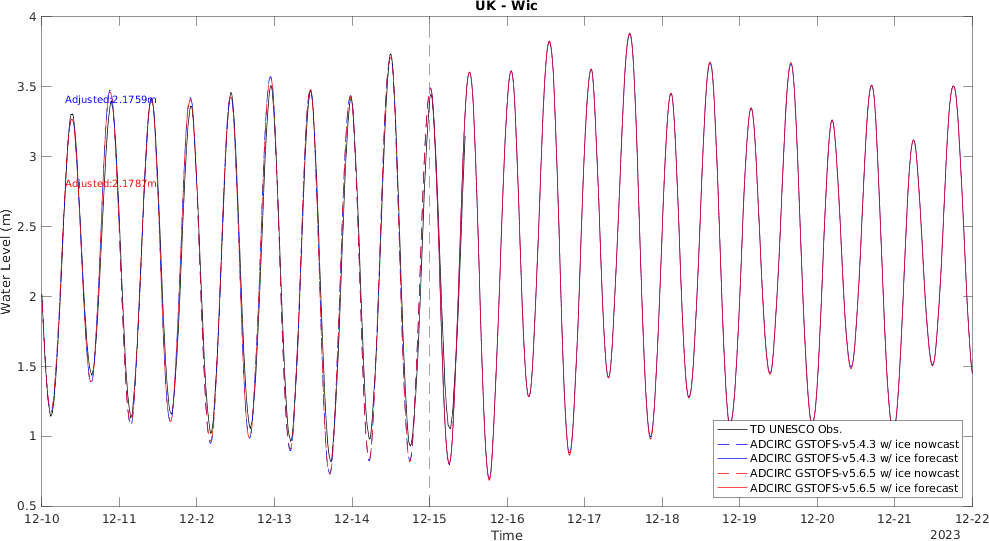 UK - Wic
4
3.5
3
2.5
2
1.5
1
0.5
Water Level (m)
Adjusted:2.1759m
Adjusted:2.1787m
TD UNESCO Obs.
ADCIRC GSTOFS-v5.4.3 w/ ice nowcast
ADCIRC GSTOFS-v5.4.3 w/ ice forecast
ADCIRC GSTOFS-v5.6.5 w/ ice nowcast
ADCIRC GSTOFS-v5.6.5 w/ ice forecast
12-10 12-11 12-12 12-13 12-14 12-15 12-16 12-17 12-18 12-19 12-20 12-21 12-22
2023
Time